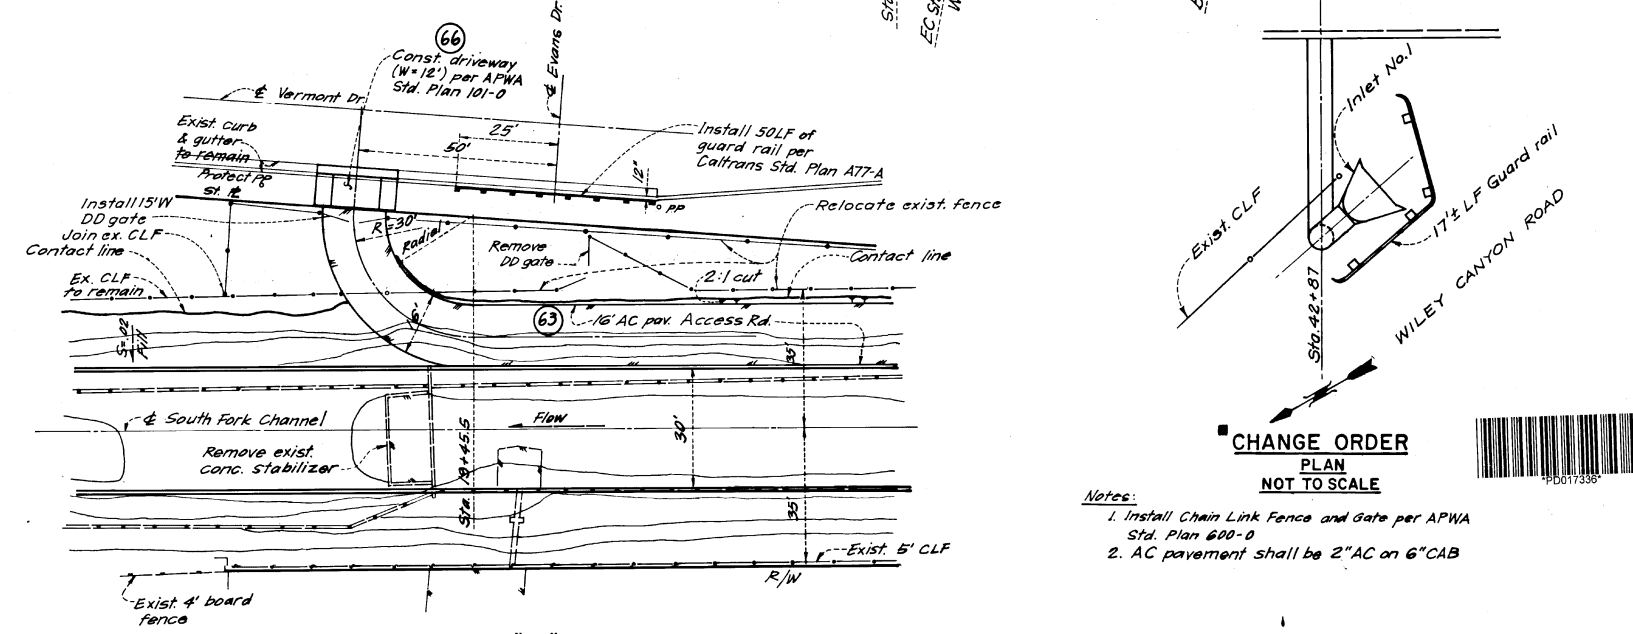 66
Const. driveway
(W=12') per APWA
Std. Plan 101-0
℄ Evans Dr.
Sta
EC St
℄ Vermont Dr.
Exist. curb
& gutter
to remain
Protect PP
St. lt.
25'
50'
Install 50LF of
guard rail per
Caltrans Std. Plan A77-A
12"
PP
Install 15'W
DD gate
Join ex. CLF
Contact line
Ex. CLF
to remain
R=30'
Radial
Remove
DD gate
Relocate exist. fence
2:1 cut
Contact line
16'
63
16' AC pav. Access Rd.
S=.02
Fill
35'
℄ South Fork Channel
Flow
Remove exist.
conc. stabilizer
Sta. 19+45.5
30'
35'
Exist. 5' CLF
R/W
Exist. 4' board
fence
Inlet No.1
Exist. CLF
17'± LF Guard rail
WILEY CANYON ROAD
Sta. 42+87
CHANGE ORDER
PLAN
NOT TO SCALE
*PD017336*
Notes:
1. Install Chain Link Fence and Gate per APWA
Std. Plan 600-0
2. AC pavement shall be 2"AC on 6"CAB